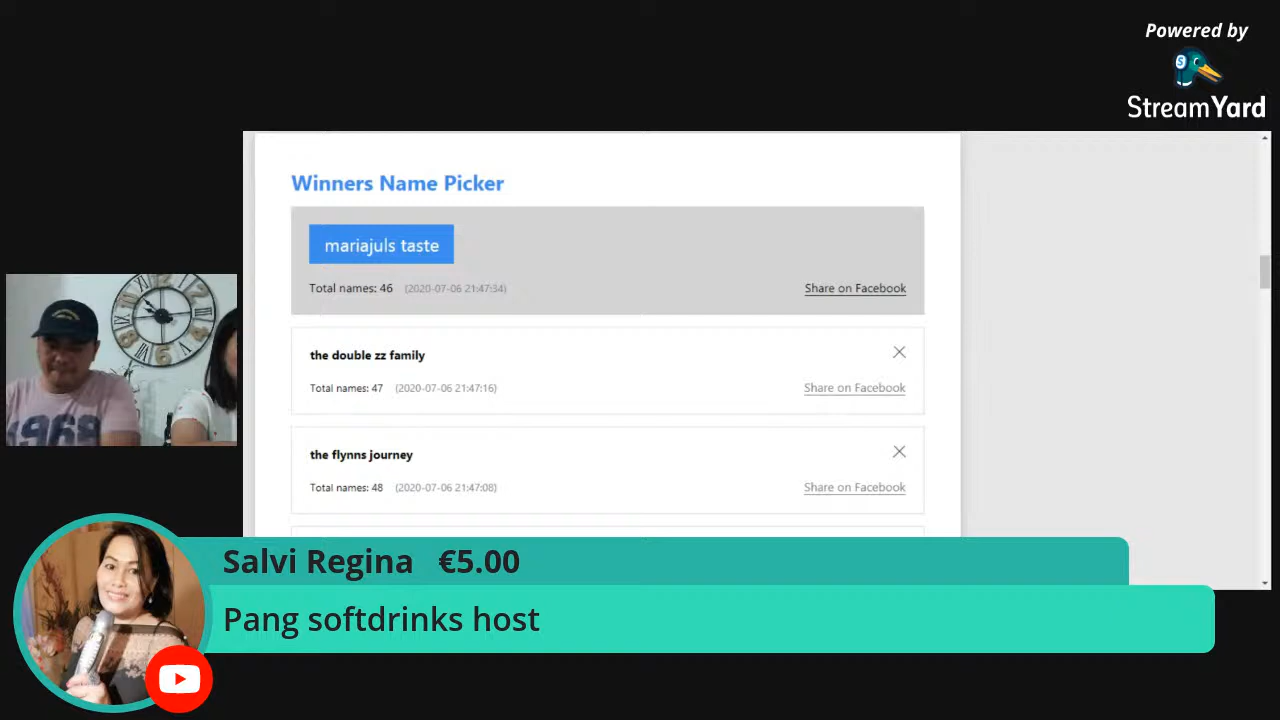 Powered by
StreamYard
Winners Name Picker
mariajuls taste
Total names: 46 (2020-07-06 21:47:34)
Share on Facebook
the double zz family
Total names: 47 (2020-07-06 21:47:16)
Share on Facebook
the flynns journey
Total names: 48 (2020-07-06 21:47:08)
Share on Facebook
1969
Salvi Regina €5.00
Pang softdrinks host